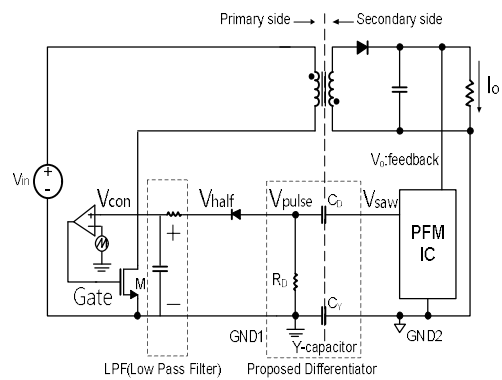 Primary side
Secondary side
Io
Vo:feedback
Vin
+
-
Vcon
Vhalf
Vpulse
CD
Vsaw
PFM
IC
+
M
RD
Gate
−
CY
GND1
GND2
Y-capacitor
LPF(Low Pass Filter)
Proposed Differentiator